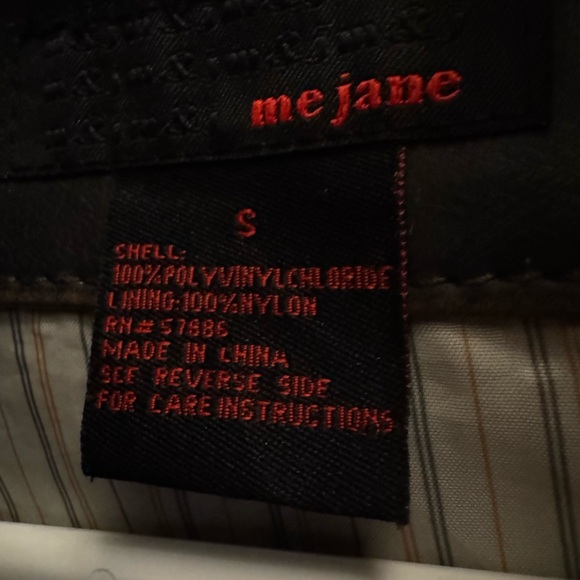 me jane
S
SHELL:
100%POLYVINYLCHLORIDE
LINING:100%NYLON
RN#57886
MADE IN CHINA
SEE REVERSE SIDE
FOR CARE INSTRUCTIONS